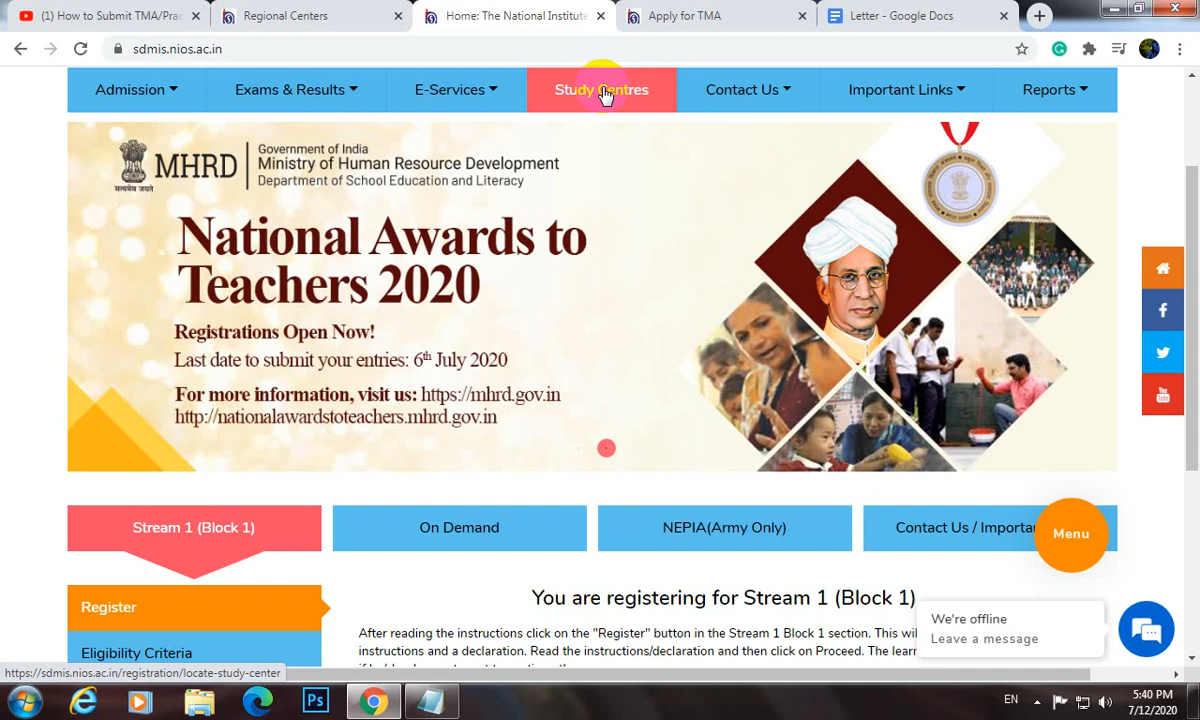 (1) How to Submit TMA/Prac
Regional Centers
Home: The National Institute
Apply for TMA
Letter - Google Docs
sdmis.nios.ac.in
Admission
Exams & Results
E-Services
Study Centres
Contact Us
Important Links
Reports
सत्यमेव जयते
MHRD
Government of India
Ministry of Human Resource Development
Department of School Education and Literacy
National Awards to
Teachers 2020
Registrations Open Now!
Last date to submit your entries: 6th July 2020
For more information, visit us: https://mhrd.gov.in
http://nationalawardstoteachers.mhrd.gov.in
Stream 1 (Block 1)
On Demand
NEPIA(Army Only)
Contact Us / Importan
Menu
Register
Eligibility Criteria
You are registering for Stream 1 (Block 1)
After reading the instructions click on the "Register" button in the Stream 1 Block 1 section. This wil
instructions and a declaration. Read the instructions/declaration and then click on Proceed. The learn
We're offline
Leave a message
https://sdmis.nios.ac.in/registration/locate-study-center
Ps
EN
5:40 PM
7/12/2020